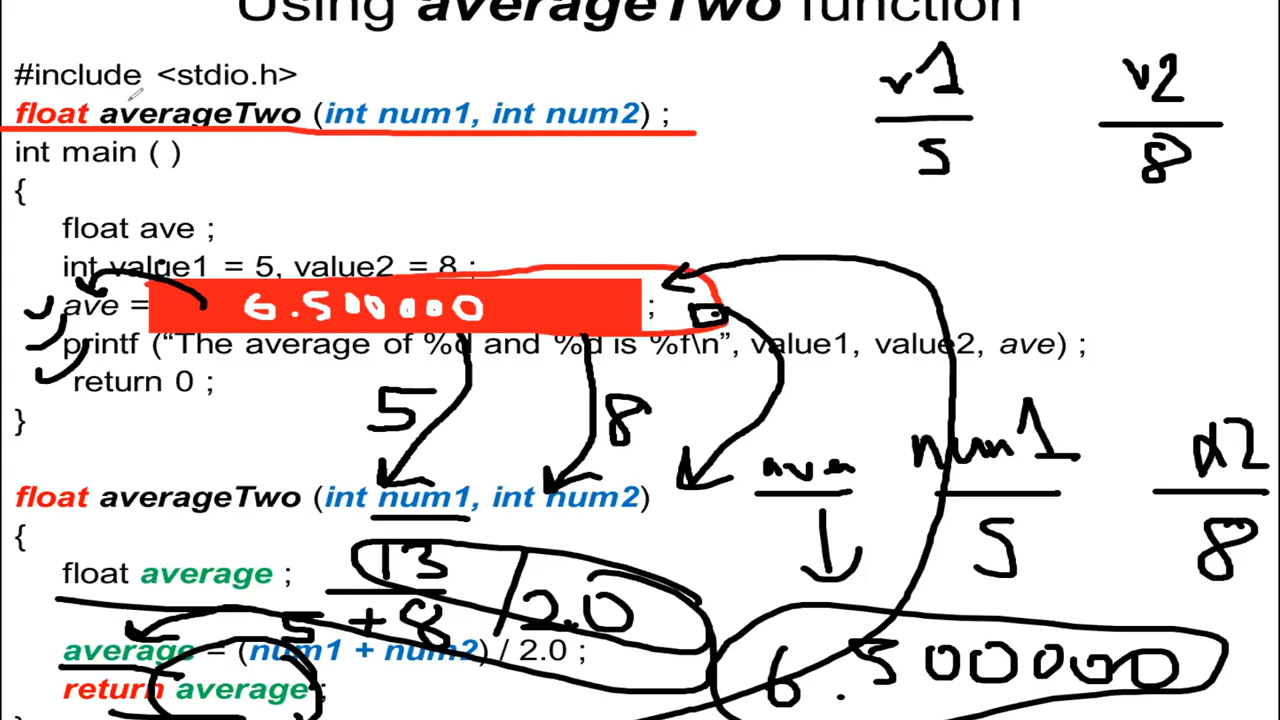 Using averageTwo function
#include <stdio.h>
float averageTwo (int num1, int num2) ;
int main ( )
{
float ave ;
int value1 = 5, value2 = 8 ;
ave = 6.500000 ;
printf (“The average of %d and %d is %f\n”, value1, value2, ave) ;
return 0 ;
}
float averageTwo (int num1, int num2)
{
float average ;
average = (num1 + num2) / 2.0 ;
return average ;
v1
5
v2
8
5
8
num1
5
8
13 / 2.0
5 + 8
6.500000